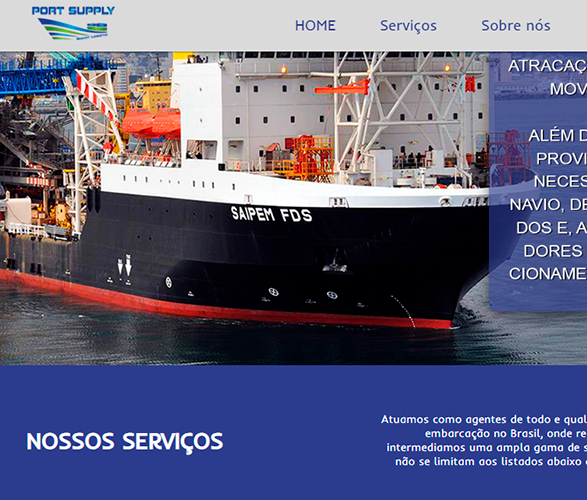 PORT SUPPLY
HOME Serviços Sobre nós
ATRACAÇ
MOV
ALÉM D
PROVI
NECES
NAVIO, DE
DOS E, A
DORES
CIONAME
SAIPEM FDS
NOSSOS SERVIÇOS
Atuamos como agentes de todo e qual
embarcação no Brasil, onde re
intermediamos uma ampla gama de s
não se limitam aos listados abaixo